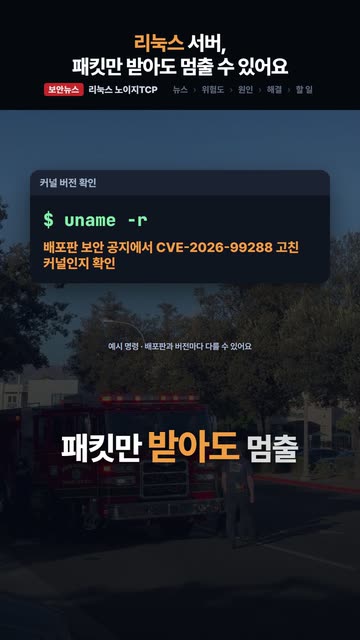 리눅스 서버,
패킷만 받아도 멈출 수 있어요
보안뉴스 리눅스 노이지TCP 뉴스 › 위험도 › 원인 › 해결 › 할 일
커널 버전 확인
$ uname -r
배포판 보안 공지에서 CVE-2026-99288 고친
커널인지 확인
예시 명령 · 배포판과 버전마다 다를 수 있어요
패킷만 받아도 멈출